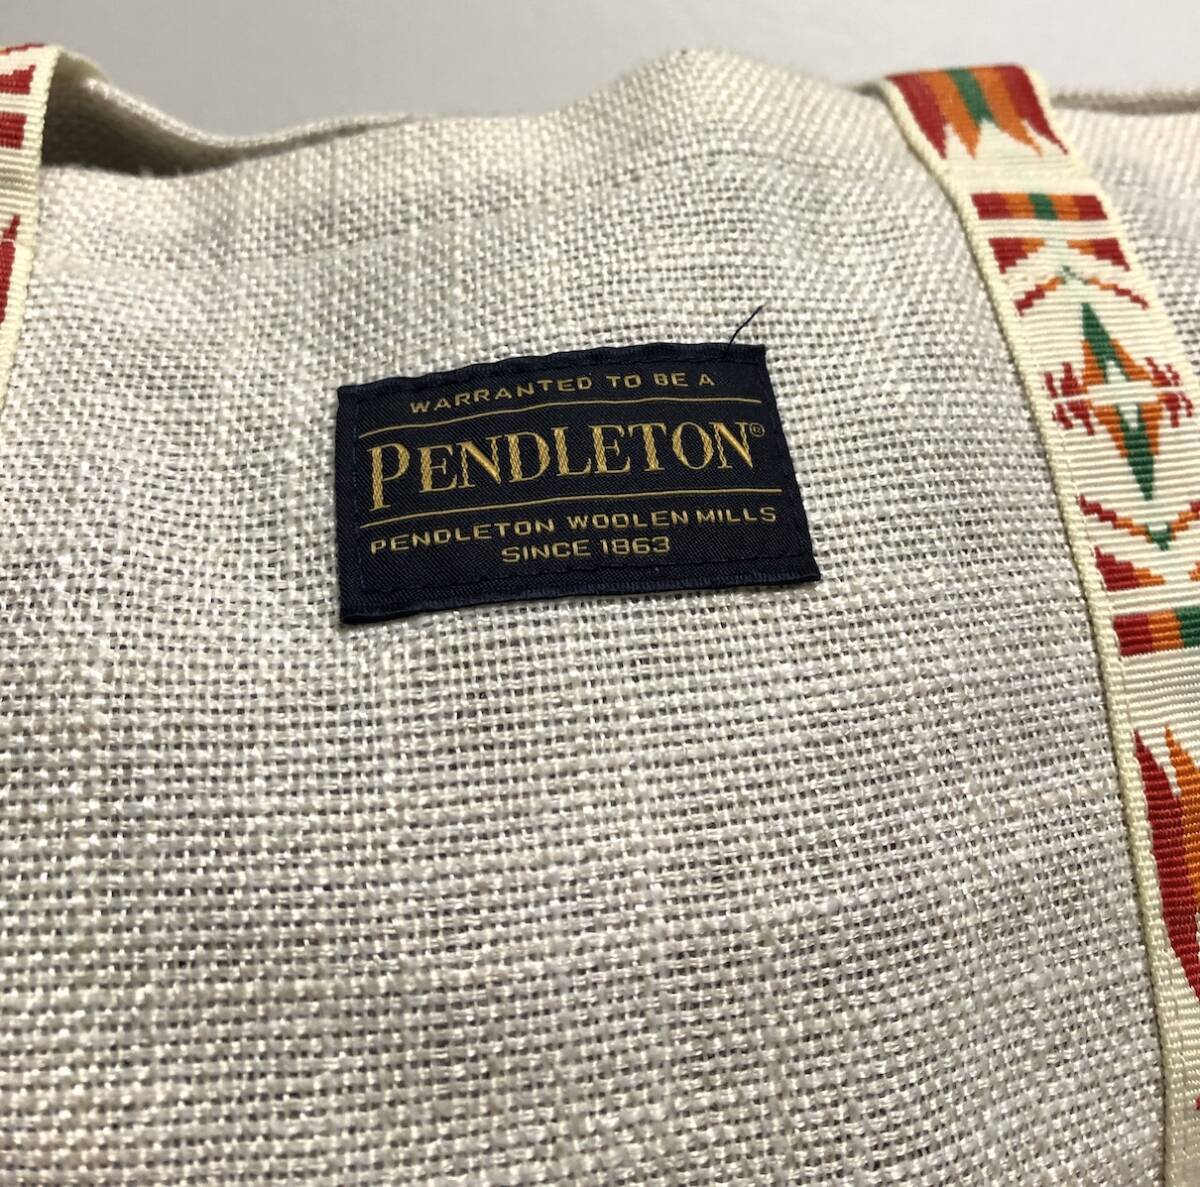 WARRANTED TO BE A
PENDLETON®
PENDLETON WOOLEN MILLS
SINCE 1863